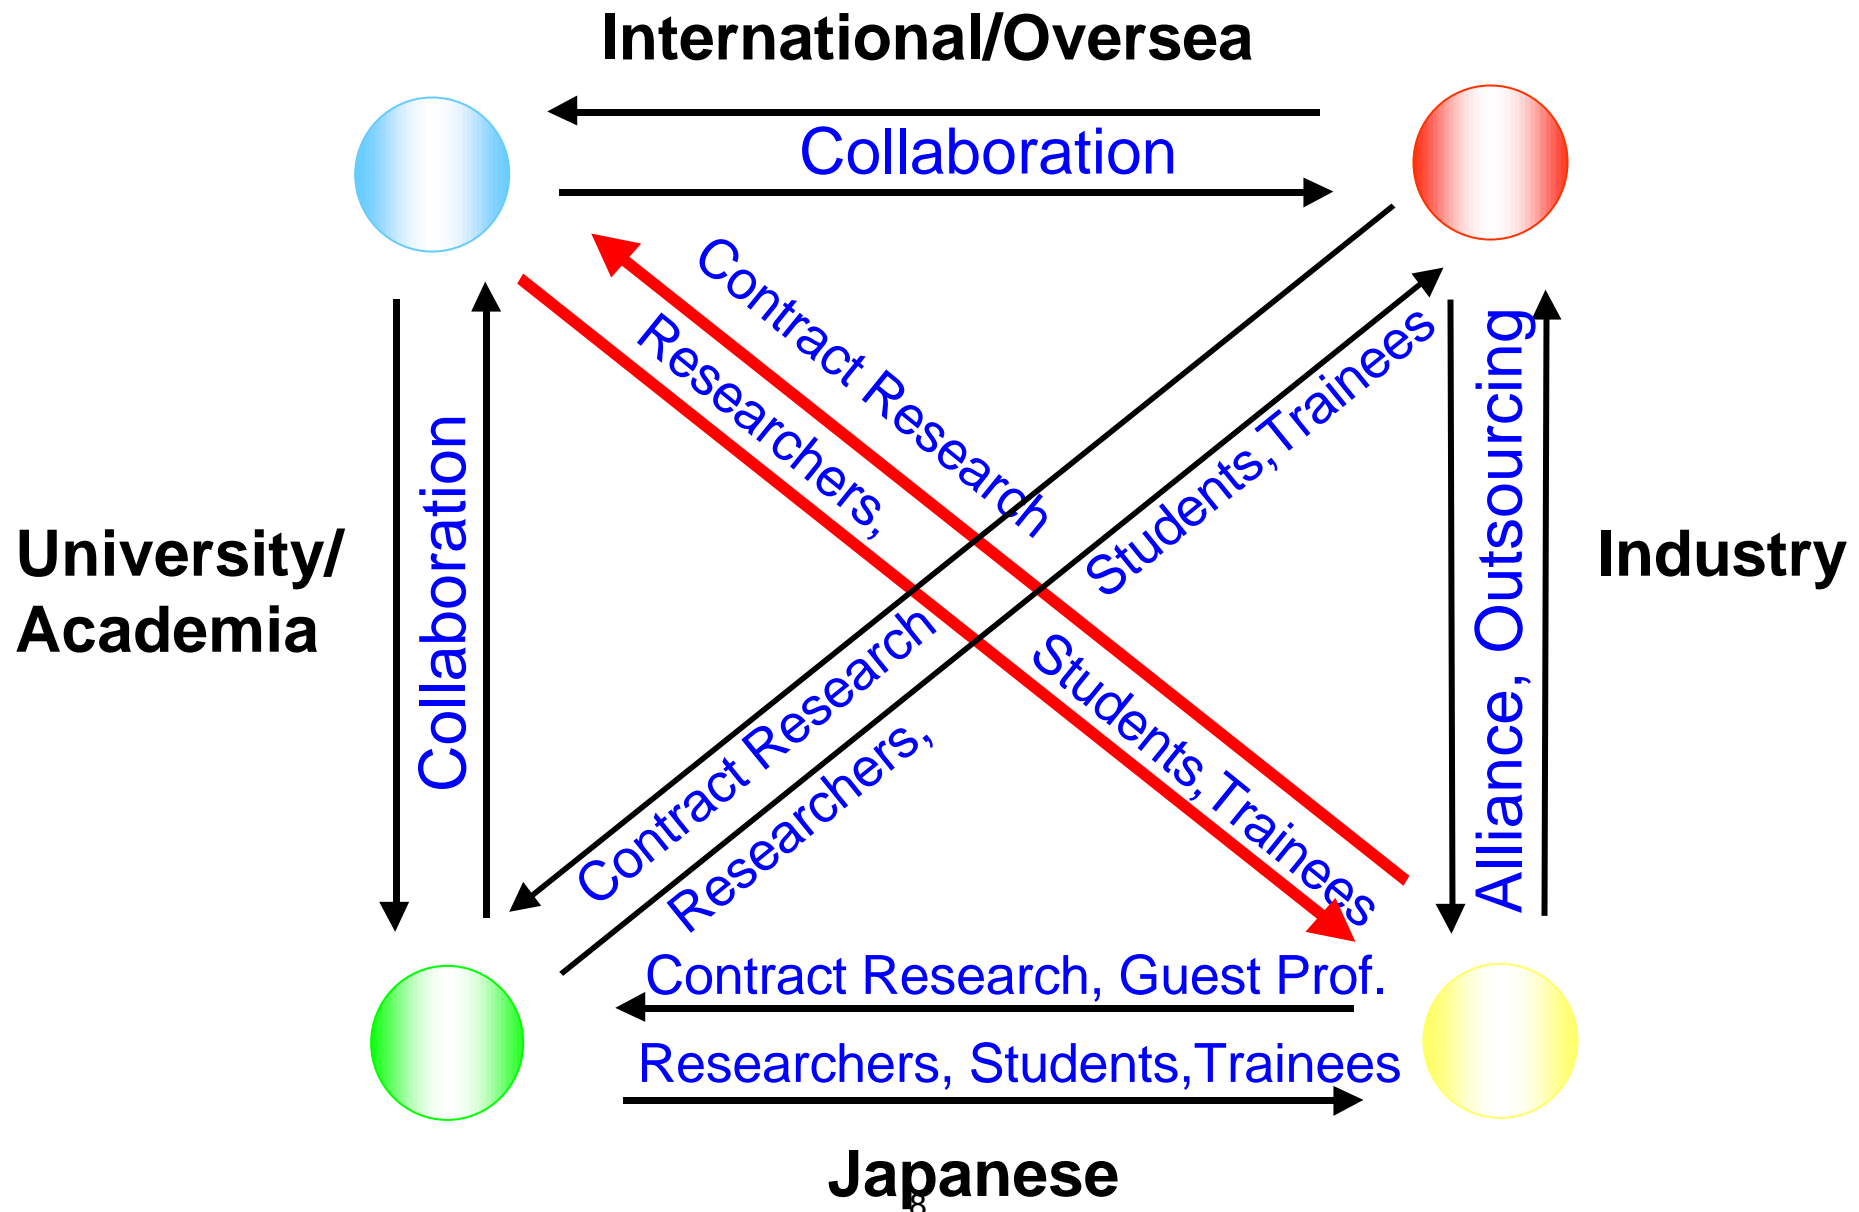 International/Oversea
Collaboration
Contract Research
Researchers,
Students,Trainees
Collaboration
Alliance, Outsourcing
University/
Academia
Industry
Contract Research
Researchers,
Students,Trainees
Contract Research, Guest Prof.
Researchers, Students,Trainees
Japanese
8